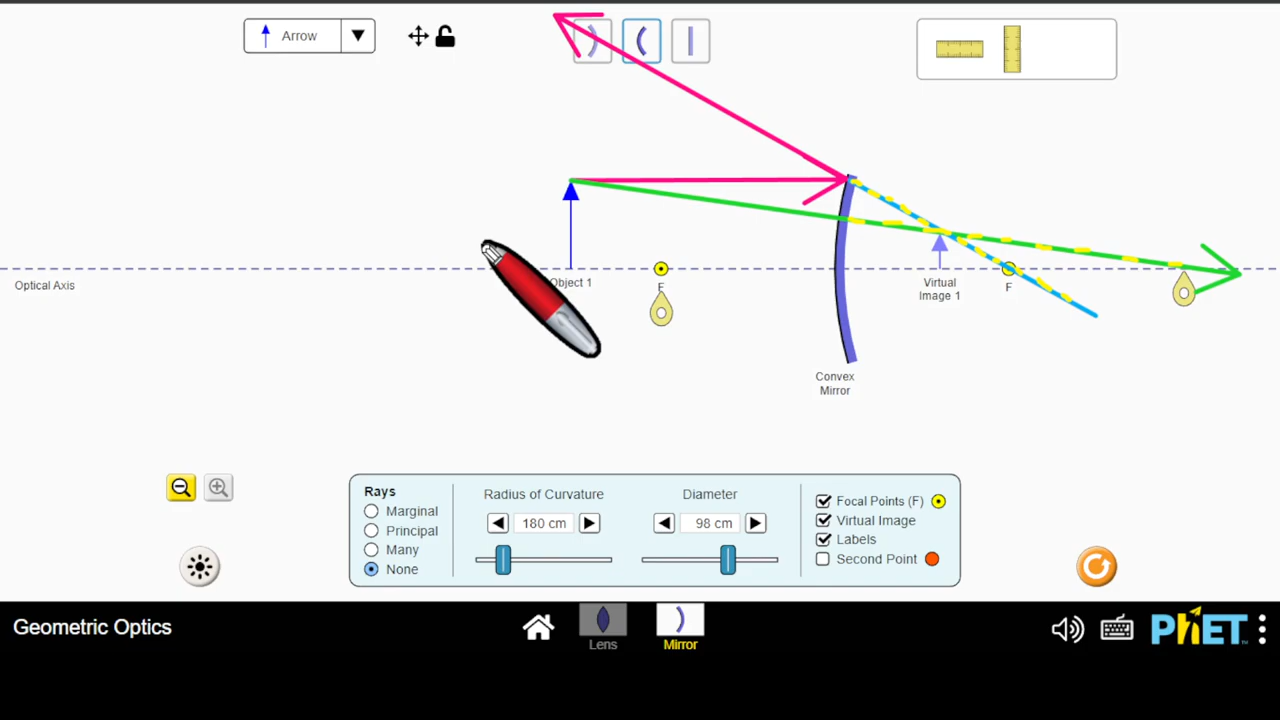 Arrow
Optical Axis
Object 1
F
Virtual
Image 1
F
Convex
Mirror
Rays
Marginal
Principal
Many
None
Radius of Curvature
180 cm
Diameter
98 cm
Focal Points (F)
Virtual Image
Labels
Second Point
Geometric Optics
Lens
Mirror
PhET